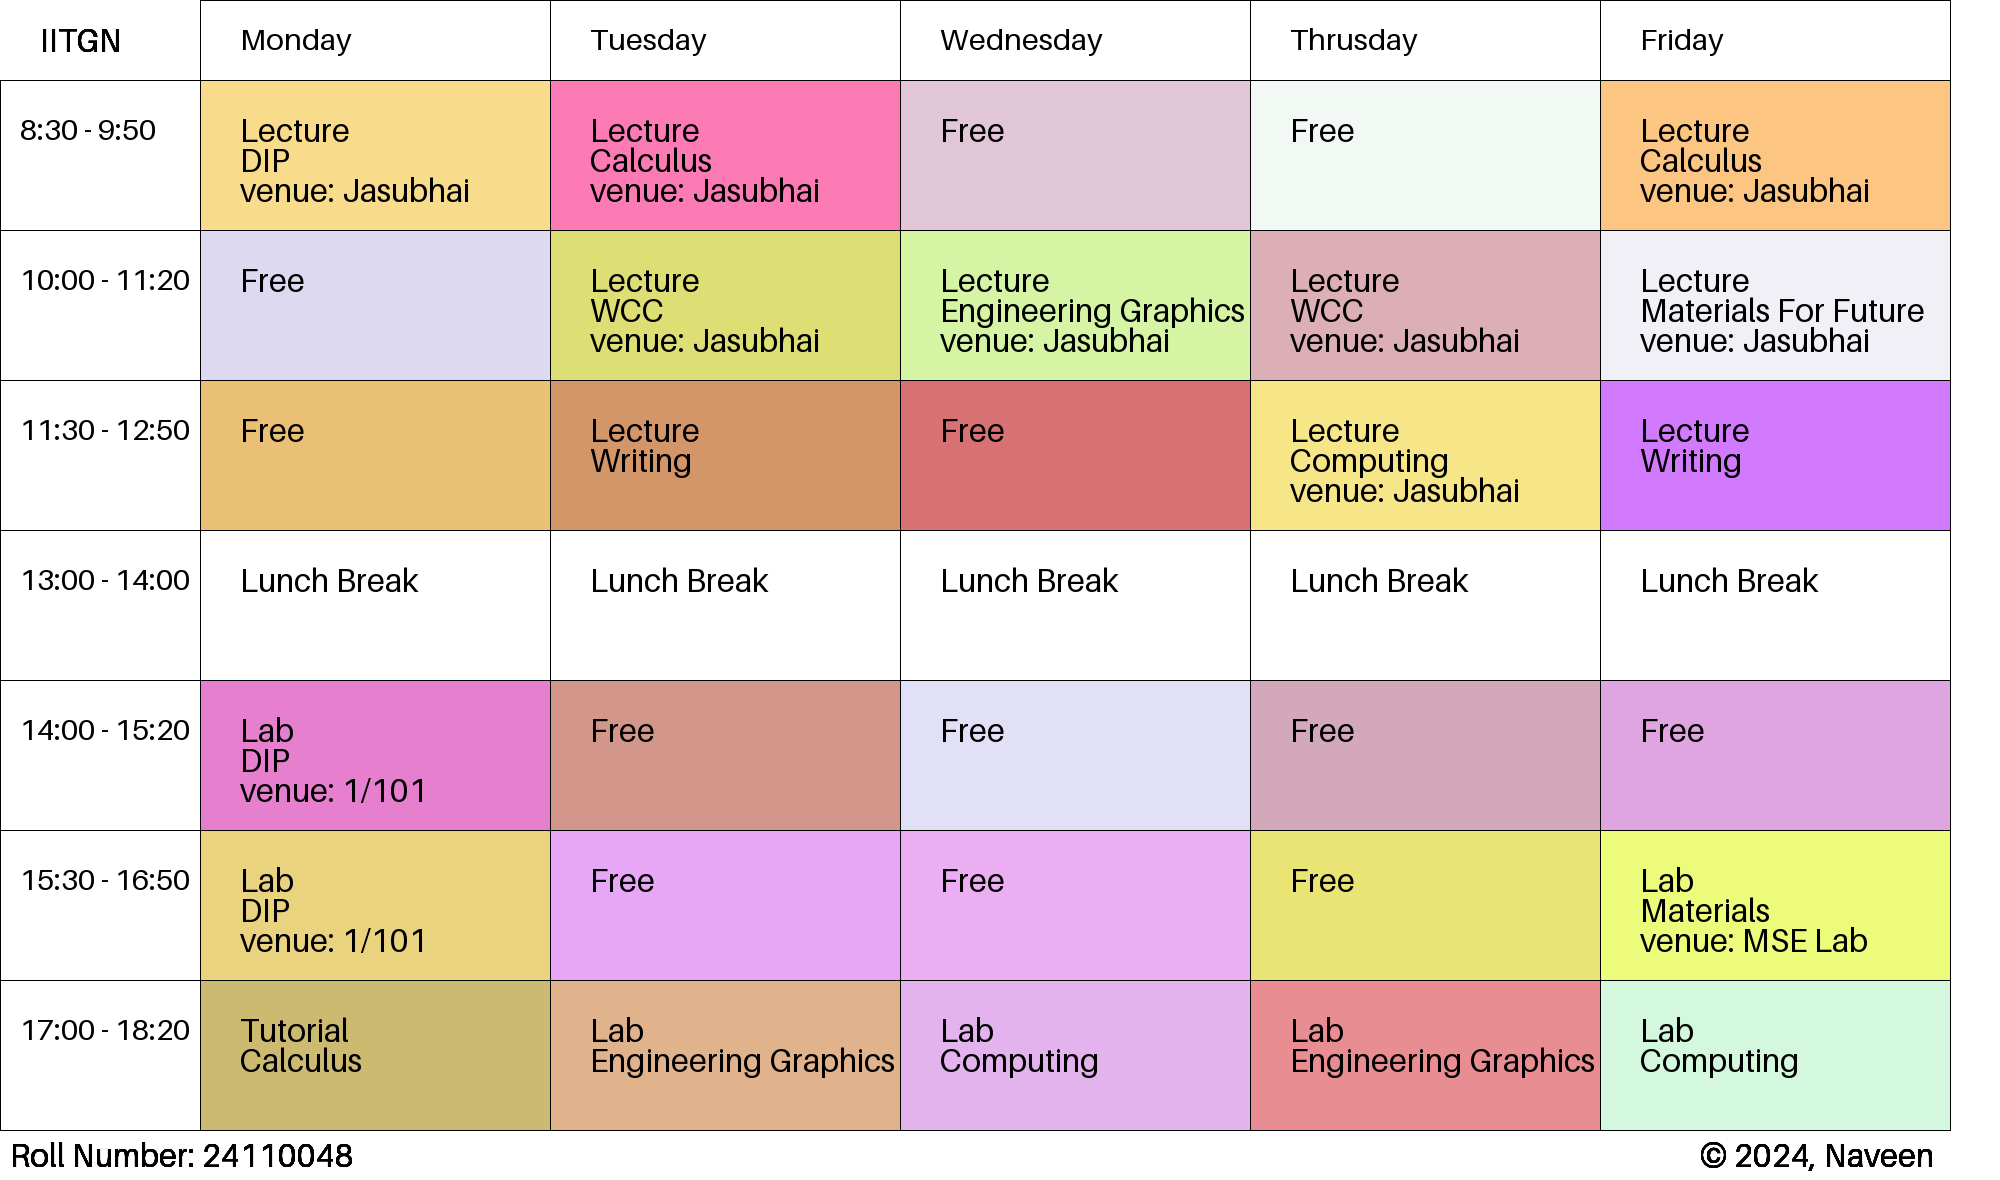 IITGN Monday Tuesday Wednesday Thrusday Friday
8:30 - 9:50
Lecture
DIP
venue: Jasubhai
Lecture
Calculus
venue: Jasubhai
Free
Free
Lecture
Calculus
venue: Jasubhai
10:00 - 11:20
Free
Lecture
WCC
venue: Jasubhai
Lecture
Engineering Graphics
venue: Jasubhai
Lecture
WCC
venue: Jasubhai
Lecture
Materials For Future
venue: Jasubhai
11:30 - 12:50
Free
Lecture
Writing
Free
Lecture
Computing
venue: Jasubhai
Lecture
Writing
13:00 - 14:00
Lunch Break
Lunch Break
Lunch Break
Lunch Break
Lunch Break
14:00 - 15:20
Lab
DIP
venue: 1/101
Free
Free
Free
Free
15:30 - 16:50
Lab
DIP
venue: 1/101
Free
Free
Free
Lab
Materials
venue: MSE Lab
17:00 - 18:20
Tutorial
Calculus
Lab
Engineering Graphics
Lab
Computing
Lab
Engineering Graphics
Lab
Computing
Roll Number: 24110048
© 2024, Naveen